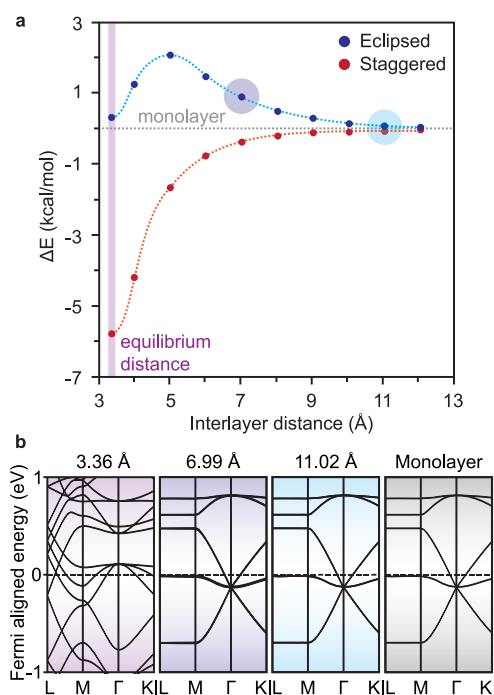 a
3
1
-1
-3
-5
-7
ΔE (kcal/mol)
Eclipsed
Staggered
monolayer
equilibrium
distance
3
5
7
9
11
13
Interlayer distance (Å)
b
3.36 Å
6.99 Å
11.02 Å
Monolayer
Fermi aligned energy (eV)
1
0
-1
L M Γ K
L M Γ K
L M Γ K
L M Γ K